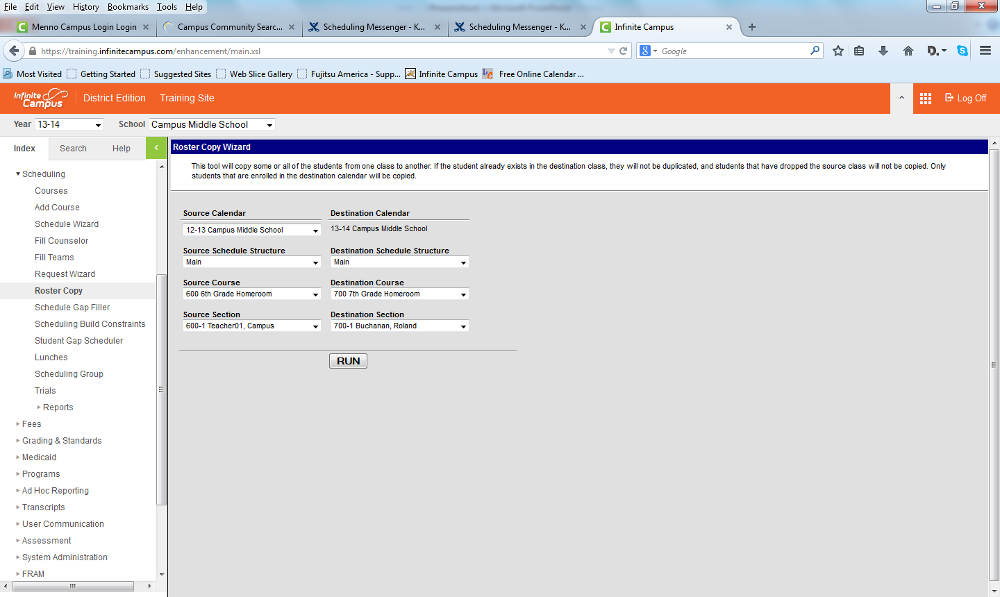 File Edit View History Bookmarks Tools Help
Menno Campus Login Login
Campus Community Searc...
Scheduling Messenger - K...
Scheduling Messenger - K...
Infinite Campus
https://training.infinitecampus.com/enhancement/main.xsl
Google
Most Visited Getting Started Suggested Sites Web Slice Gallery Fujitsu America - Supp... Infinite Campus Free Online Calendar ...
Infinite Campus District Edition Training Site Log Off
Year 13-14 School Campus Middle School
Index Search Help
Scheduling
Courses
Add Course
Schedule Wizard
Fill Counselor
Fill Teams
Request Wizard
Roster Copy
Schedule Gap Filler
Scheduling Build Constraints
Student Gap Scheduler
Lunches
Scheduling Group
Trials
Reports
Fees
Grading & Standards
Medicaid
Programs
Ad Hoc Reporting
Transcripts
User Communication
Assessment
System Administration
FRAM
Roster Copy Wizard
This tool will copy some or all of the students from one class to another. If the student already exists in the destination class, they will not be duplicated, and students that have dropped the source class will not be copied. Only
students that are enrolled in the destination calendar will be copied.
Source Calendar Destination Calendar
12-13 Campus Middle School 13-14 Campus Middle School
Source Schedule Structure Destination Schedule Structure
Main Main
Source Course Destination Course
600 6th Grade Homeroom 700 7th Grade Homeroom
Source Section Destination Section
600-1 Teacher01, Campus 700-1 Buchanan, Roland
RUN